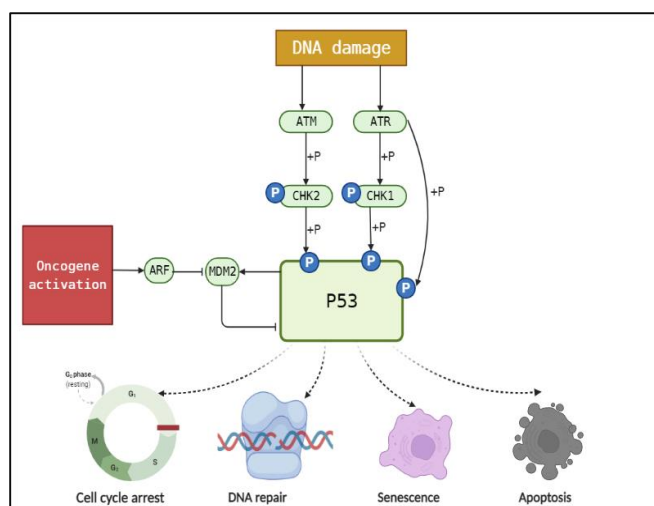 DNA damage
ATM
ATR
+P
+P
P
CHK2
P
CHK1
+P
+P
+P
Oncogene
activation
ARF
MDM2
P
P
P
P53
G₀ phase
(resting)
G₁
M
S
G₂
Cell cycle arrest
DNA repair
Senescence
Apoptosis